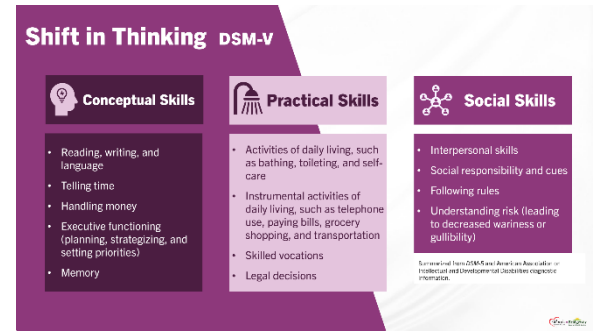 Shift in Thinking DSM-V
Conceptual Skills
• Reading, writing, and
language
• Telling time
• Handling money
• Executive functioning
(planning, strategizing, and
setting priorities)
• Memory
Practical Skills
• Activities of daily living, such
as bathing, toileting, and self-
care
• Instrumental activities of
daily living, such as telephone
use, paying bills, grocery
shopping, and transportation
• Skilled vocations
• Legal decisions
Social Skills
• Interpersonal skills
• Social responsibility and cues
• Following rules
• Understanding risk (leading
to decreased wariness or
gullibility)
Summarized from DSM-5 and American Association on
Intellectual and Developmental Disabilities diagnostic
information.